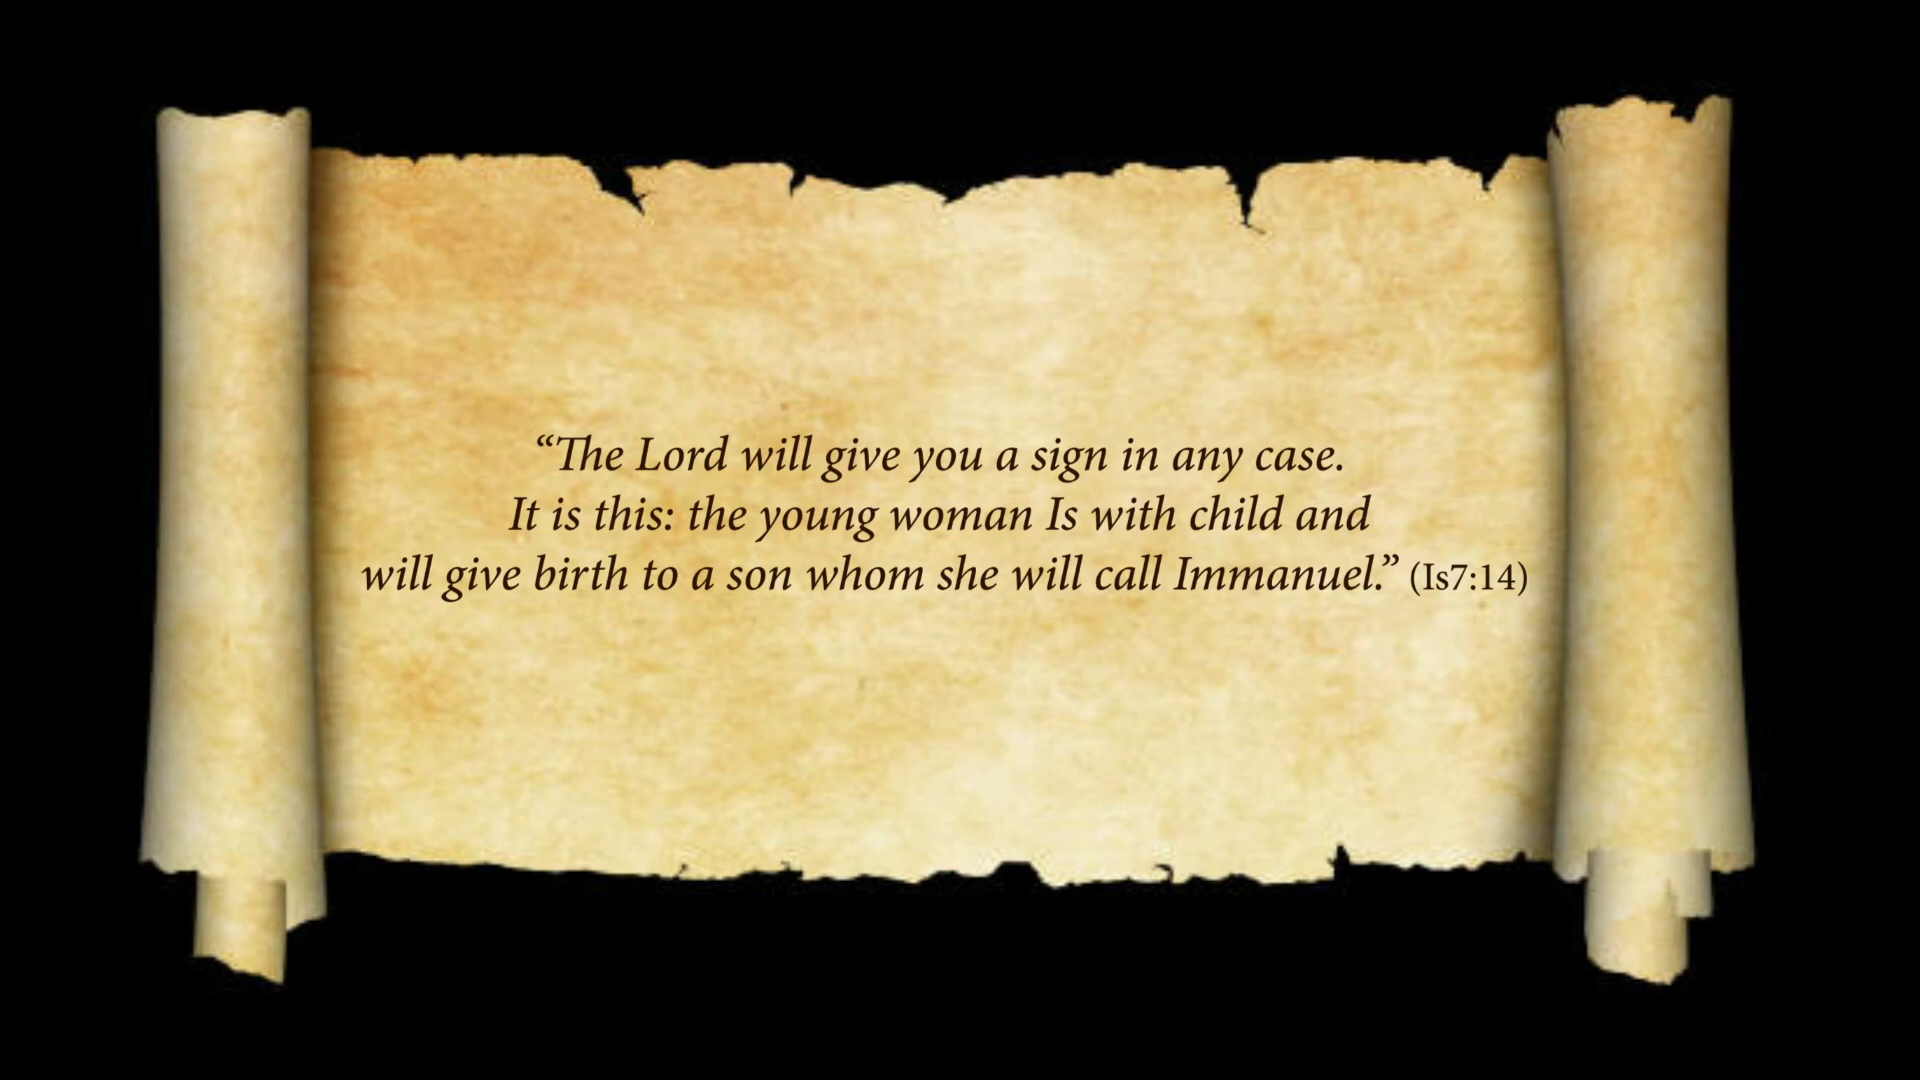 “The Lord will give you a sign in any case.
It is this: the young woman Is with child and
will give birth to a son whom she will call Immanuel.” (Is7:14)